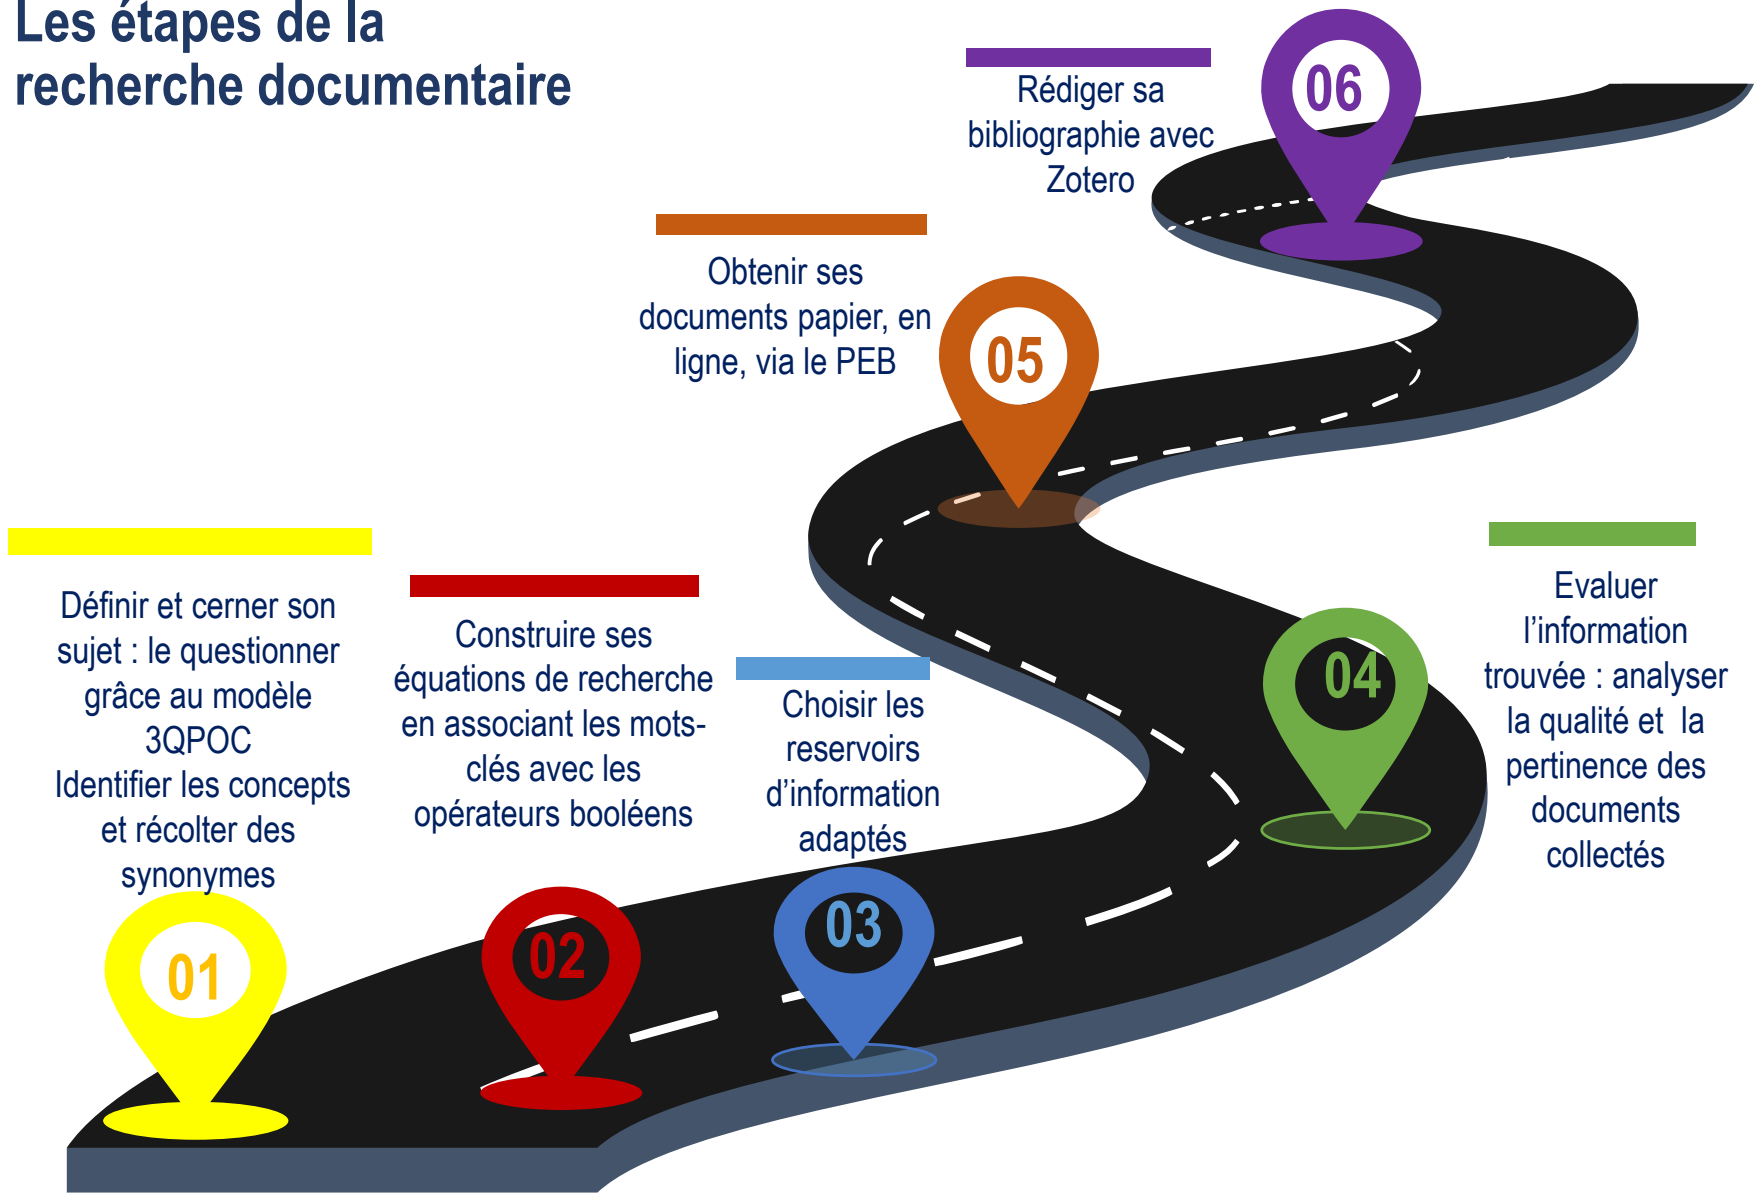 Les étapes de la
recherche documentaire
06
Rédiger sa
bibliographie avec
Zotero
Obtenir ses
documents papier, en
ligne, via le PEB
05
Définir et cerner son
sujet : le questionner
grâce au modèle
3QPOC
Identifier les concepts
et récolter des
synonymes
01
Construire ses
équations de recherche
en associant les mots-
clés avec les
opérateurs booléens
02
Choisir les
reservoirs
d’information
adaptés
03
04
Evaluer
l’information
trouvée : analyser
la qualité et  la
pertinence des
documents
collectés